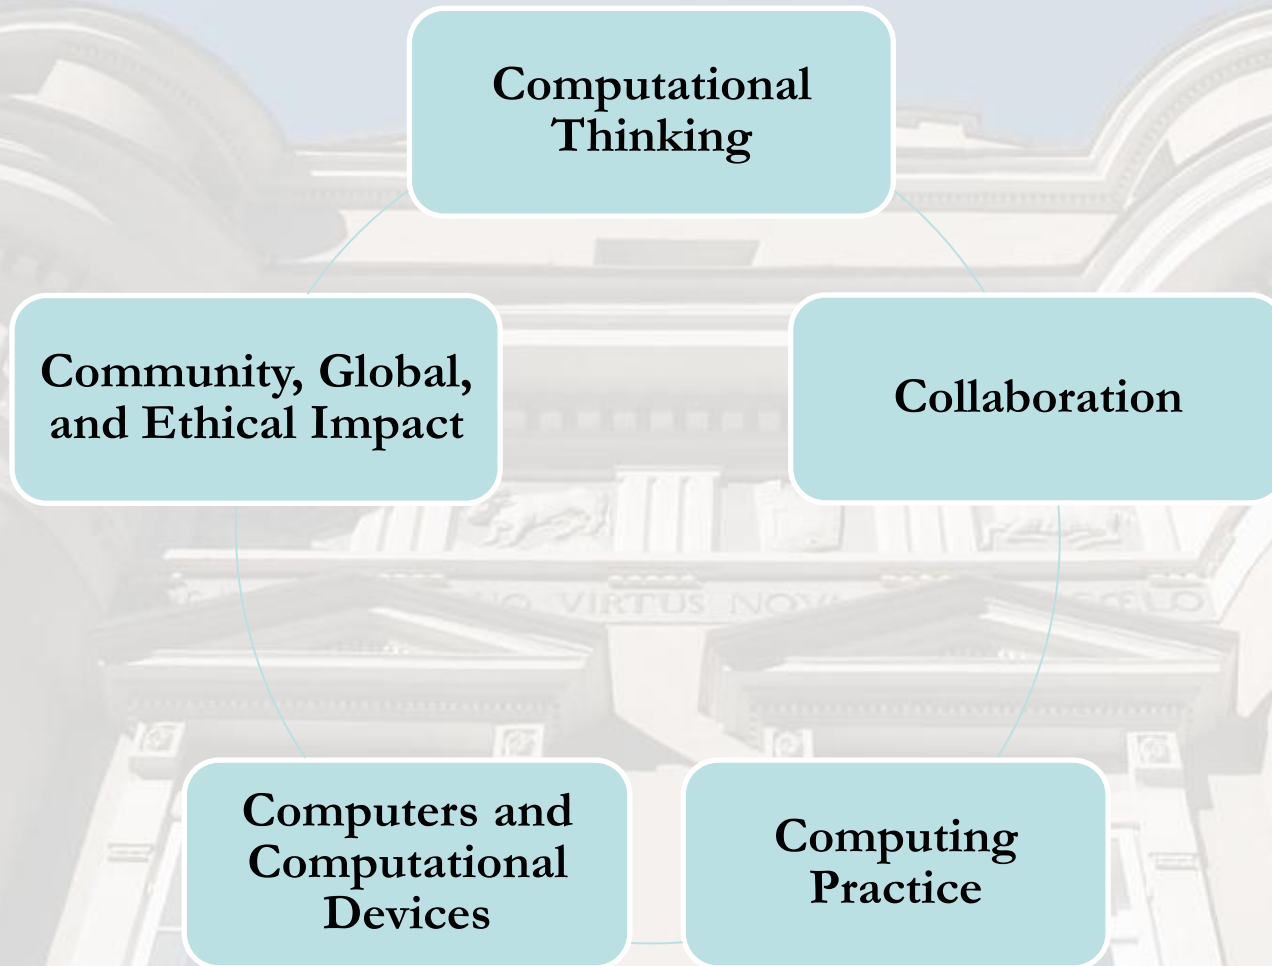 Computational
Thinking
Community, Global,
and Ethical Impact
Collaboration
VIRTUS
Computers and
Computational
Devices
Computing
Practice